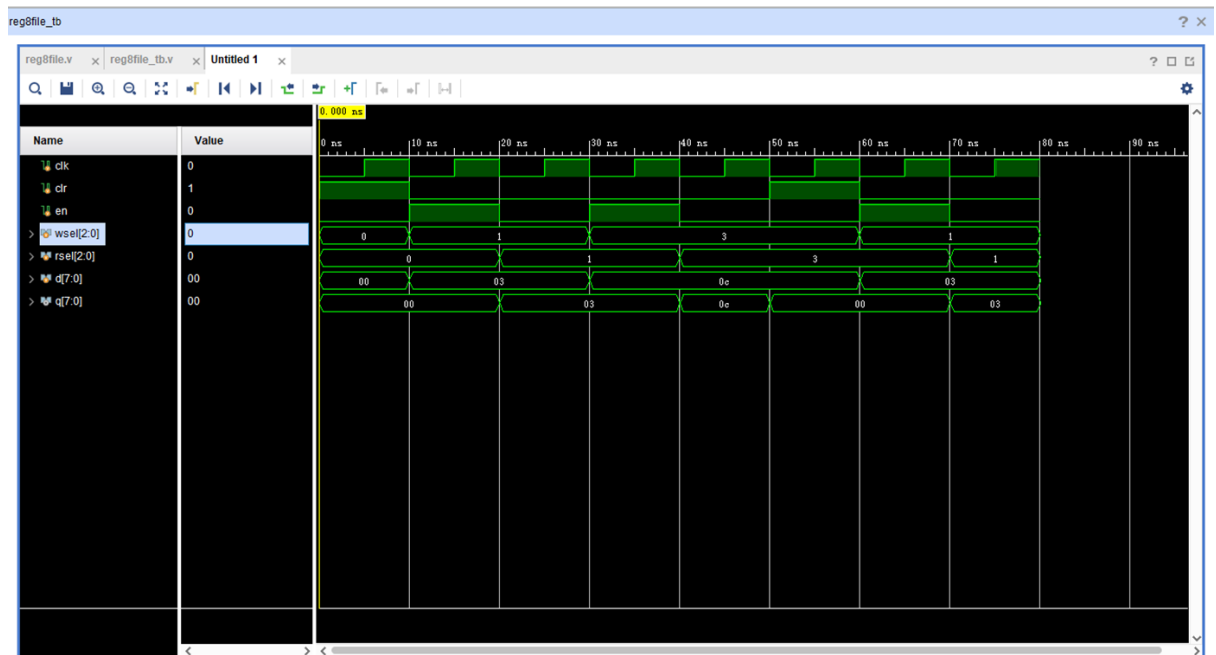 reg8file_tb ? ×
reg8file.v × reg8file_tb.v × Untitled 1 × ?
0.000 ns
Name Value 0 ns 10 ns 20 ns 30 ns 40 ns 50 ns 60 ns 70 ns 80 ns 90 ns
clk 0
clr 1
en 0
> wsel[2:0] 0 0 1 3 1
> rsel[2:0] 0 0 1 3 1
> d[7:0] 00 00 03 0c 03
> q[7:0] 00 00 03 0c 00 03